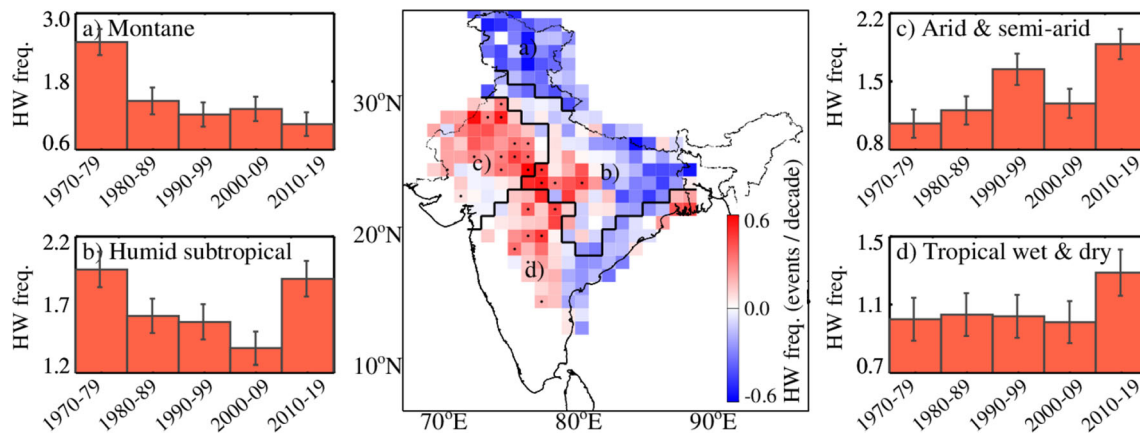 a) Montane
HW freq.
3.0
1.8
0.6
1970-79
1980-89
1990-99
2000-09
2010-19
b) Humid subtropical
HW freq.
2.2
1.7
1.2
1970-79
1980-89
1990-99
2000-09
2010-19
30°N
20°N
10°N
70°E
80°E
90°E
a)
b)
c)
d)
0.6
0.0
-0.6
HW freq. (events / decade)
c) Arid & semi-arid
HW freq.
2.2
1.5
0.8
1970-79
1980-89
1990-99
2000-09
2010-19
d) Tropical wet & dry
HW freq.
1.5
1.1
0.7
1970-79
1980-89
1990-99
2000-09
2010-19